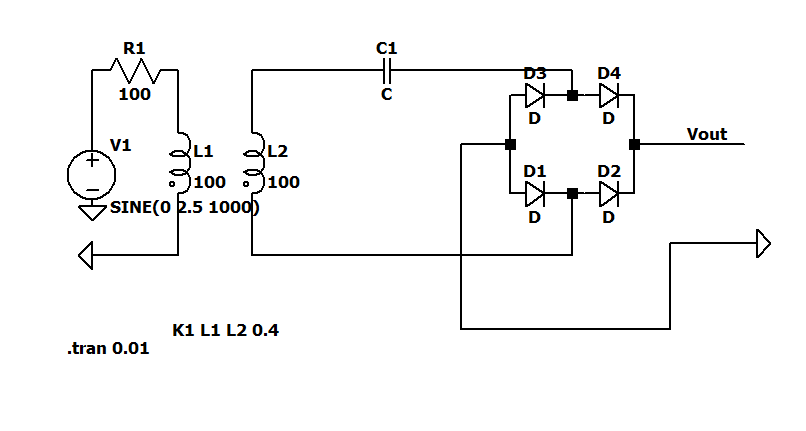 R1
100
C1
C
D3
D
D4
D
V1
L1
100
L2
100
Vout
D1
D
D2
D
SINE(0 2.5 1000)
K1 L1 L2 0.4
.tran 0.01